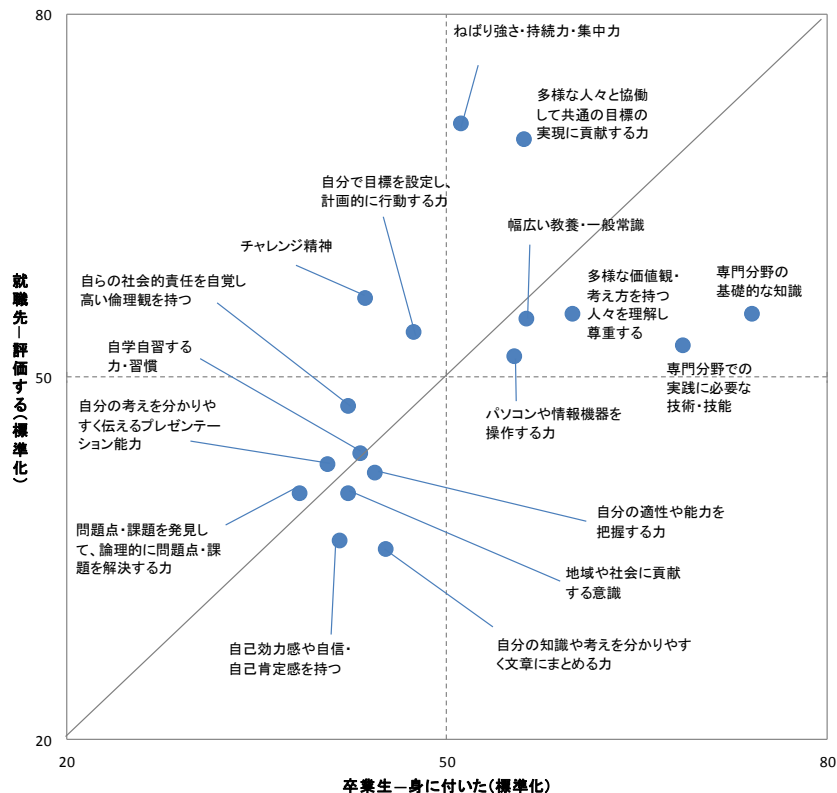 80
ねばり強さ・持続力・集中力
多様な人々と協働
して共通の目標の
実現に貢献する力
自分で目標を設定し、
計画的に行動する力
幅広い教養・一般常識
チャレンジ精神
自らの社会的責任を自覚し
高い倫理観を持つ
多様な価値観・
考え方を持つ
人々を理解し
尊重する
専門分野の
基礎的な知識
自学自習する
力・習慣
専門分野での
実践に必要な
技術・技能
50
自分の考えを分かりや
すく伝えるプレゼンテー
ション能力
パソコンや情報機器を
操作する力
自分の適性や能力を
把握する力
問題点・課題を発見し
て、論理的に問題点・課
題を解決する力
地域や社会に貢献
する意識
自己効力感や自信・
自己肯定感を持つ
自分の知識や考えを分かりやす
く文章にまとめる力
就職先―評価する(標準化)
20
20
50
80
卒業生―身に付いた(標準化)